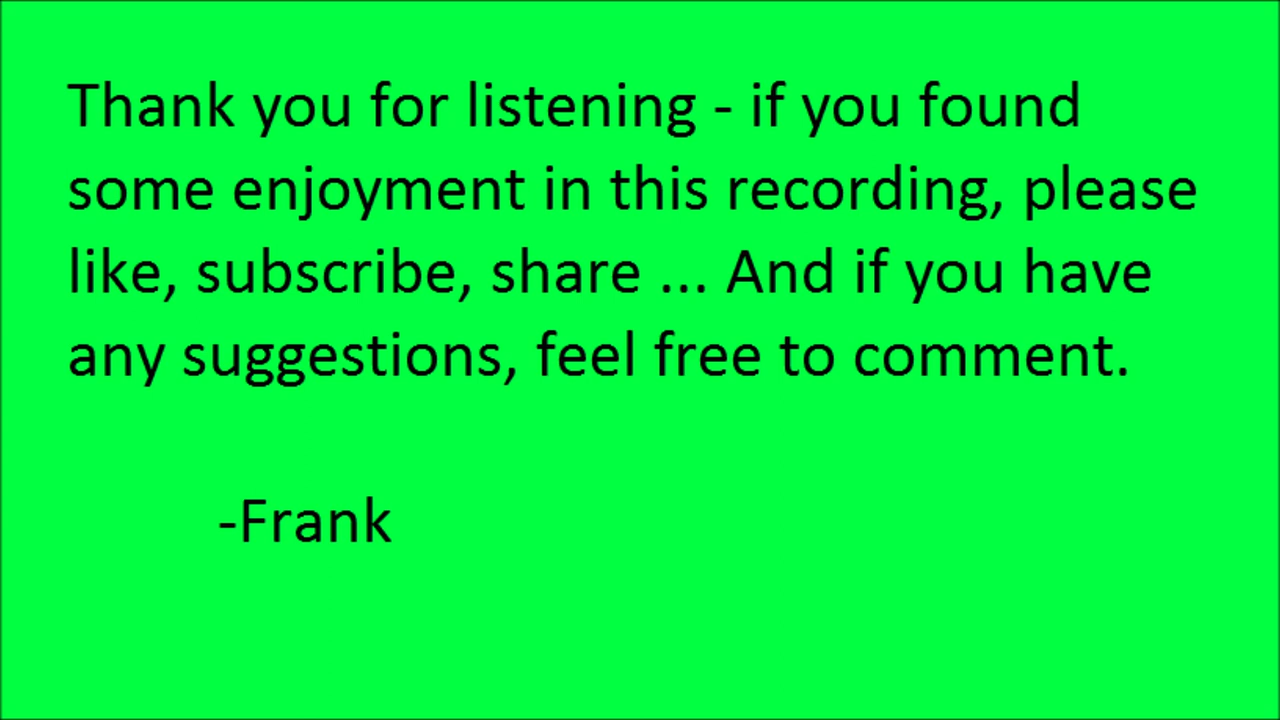 Thank you for listening - if you found
some enjoyment in this recording, please
like, subscribe, share ... And if you have
any suggestions, feel free to comment.
-Frank